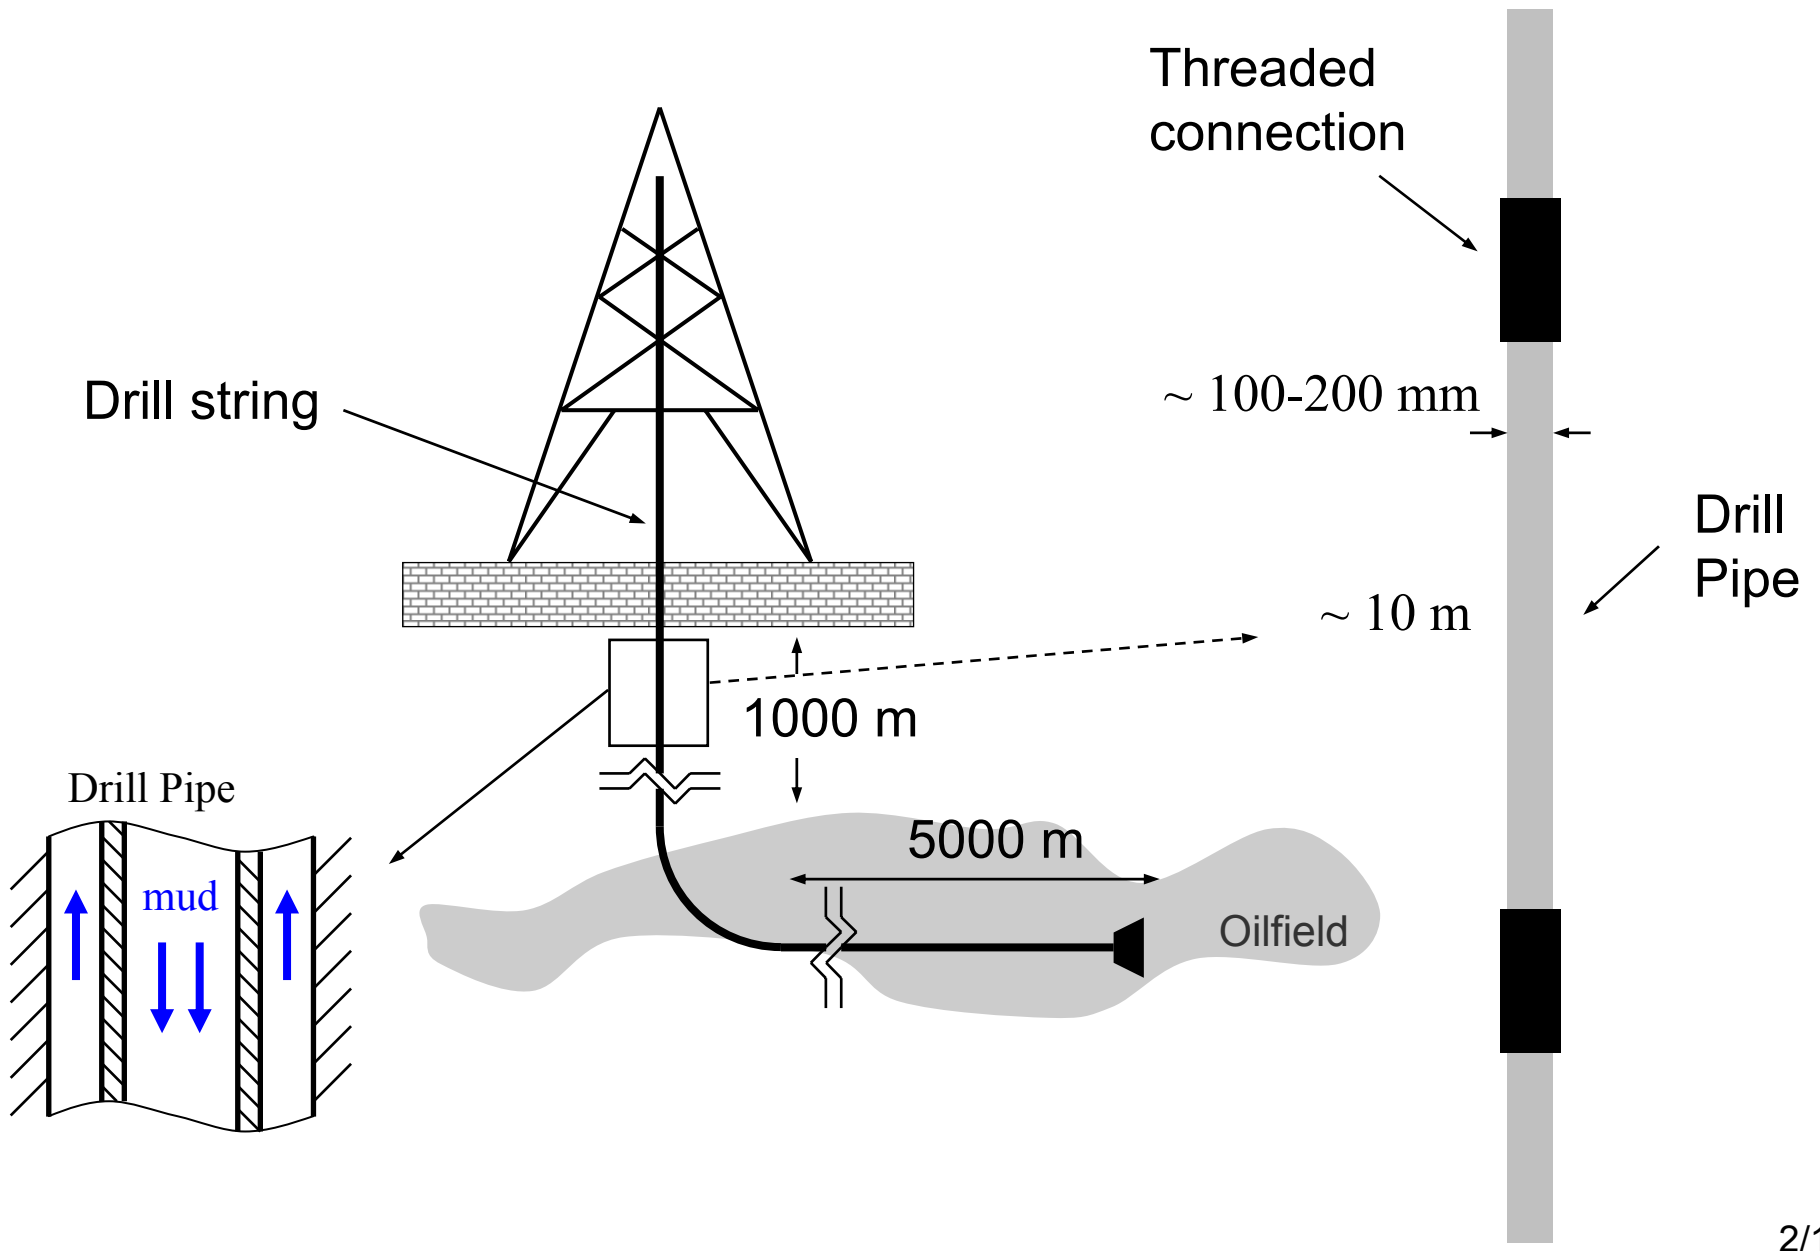 Threaded
connection
~ 100-200 mm
Drill string
Drill
Pipe
~ 10 m
1000 m
Drill Pipe
5000 m
mud
Oilfield